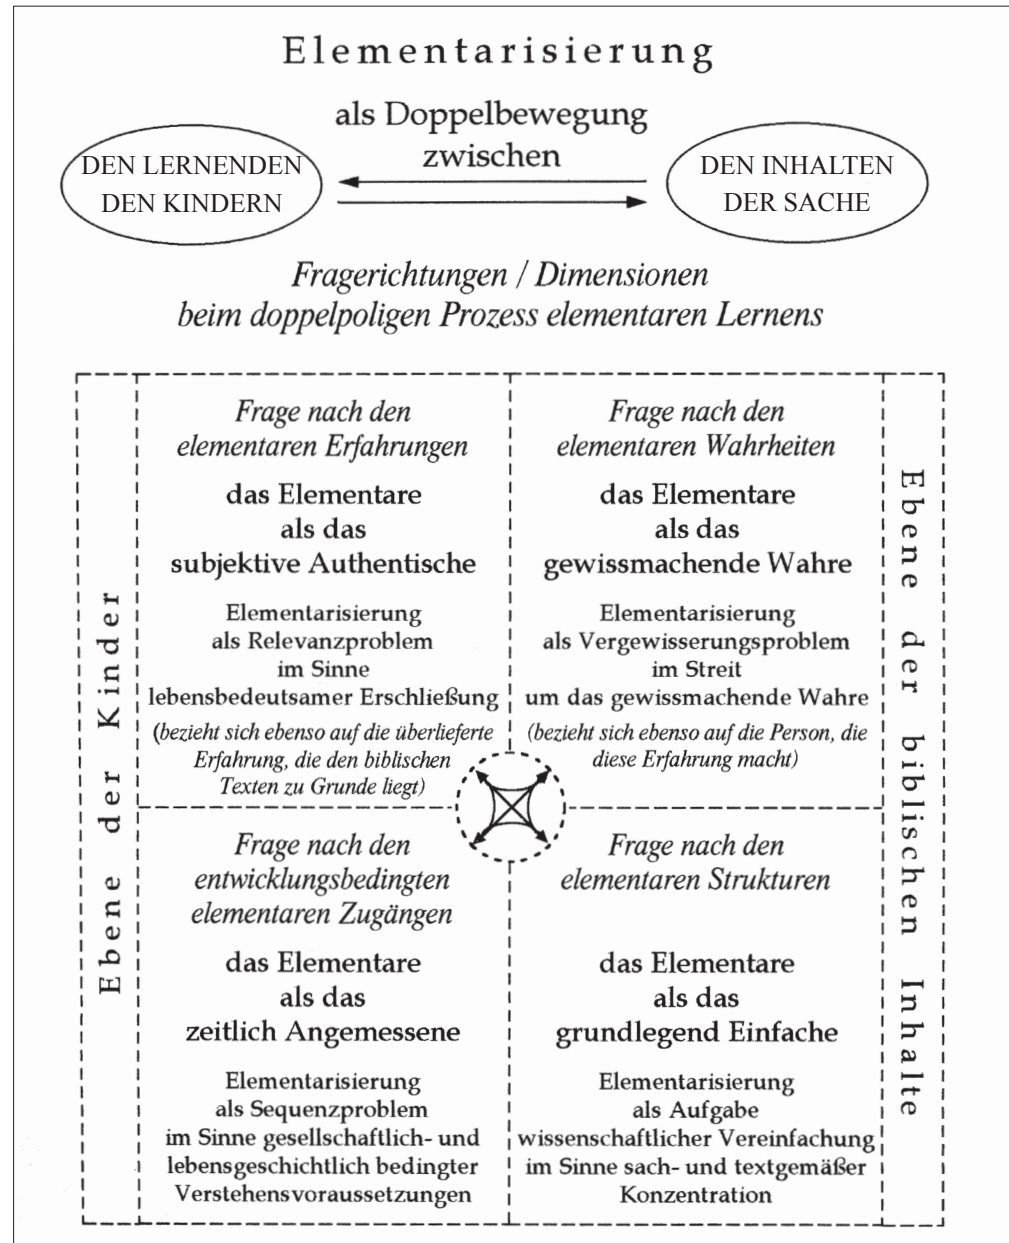 Elementarisierung
als Doppelbewegung
zwischen
DEN LERNENDEN
DEN KINDERN
DEN INHALTEN
DER SACHE
Fragerichtungen / Dimensionen
beim doppelpoligen Prozess elementaren Lernens
Ebene der Kinder
Frage nach den
elementaren Erfahrungen
das Elementare
als das
subjektive Authentische
Elementarisierung
als Relevanzproblem
im Sinne
lebensbedeutsamer Erschließung
(bezieht sich ebenso auf die überlieferte
Erfahrung, die den biblischen
Texten zu Grunde liegt)
Frage nach den
elementaren Wahrheiten
das Elementare
als das
gewissmachende Wahre
Elementarisierung
als Vergewisserungsproblem
im Streit
um das gewissmachende Wahre
(bezieht sich ebenso auf die Person, die
diese Erfahrung macht)
Frage nach den
entwicklungsbedingten
elementaren Zugängen
das Elementare
als das
zeitlich Angemessene
Elementarisierung
als Sequenzproblem
im Sinne gesellschaftlich- und
lebensgeschichtlich bedingter
Verstehensvoraussetzungen
Frage nach den
elementaren Strukturen
das Elementare
als das
grundlegend Einfache
Elementarisierung
als Aufgabe
wissenschaftlicher Vereinfachung
im Sinne sach- und textgemäßer
Konzentration
Ebene der biblischen Inhalte